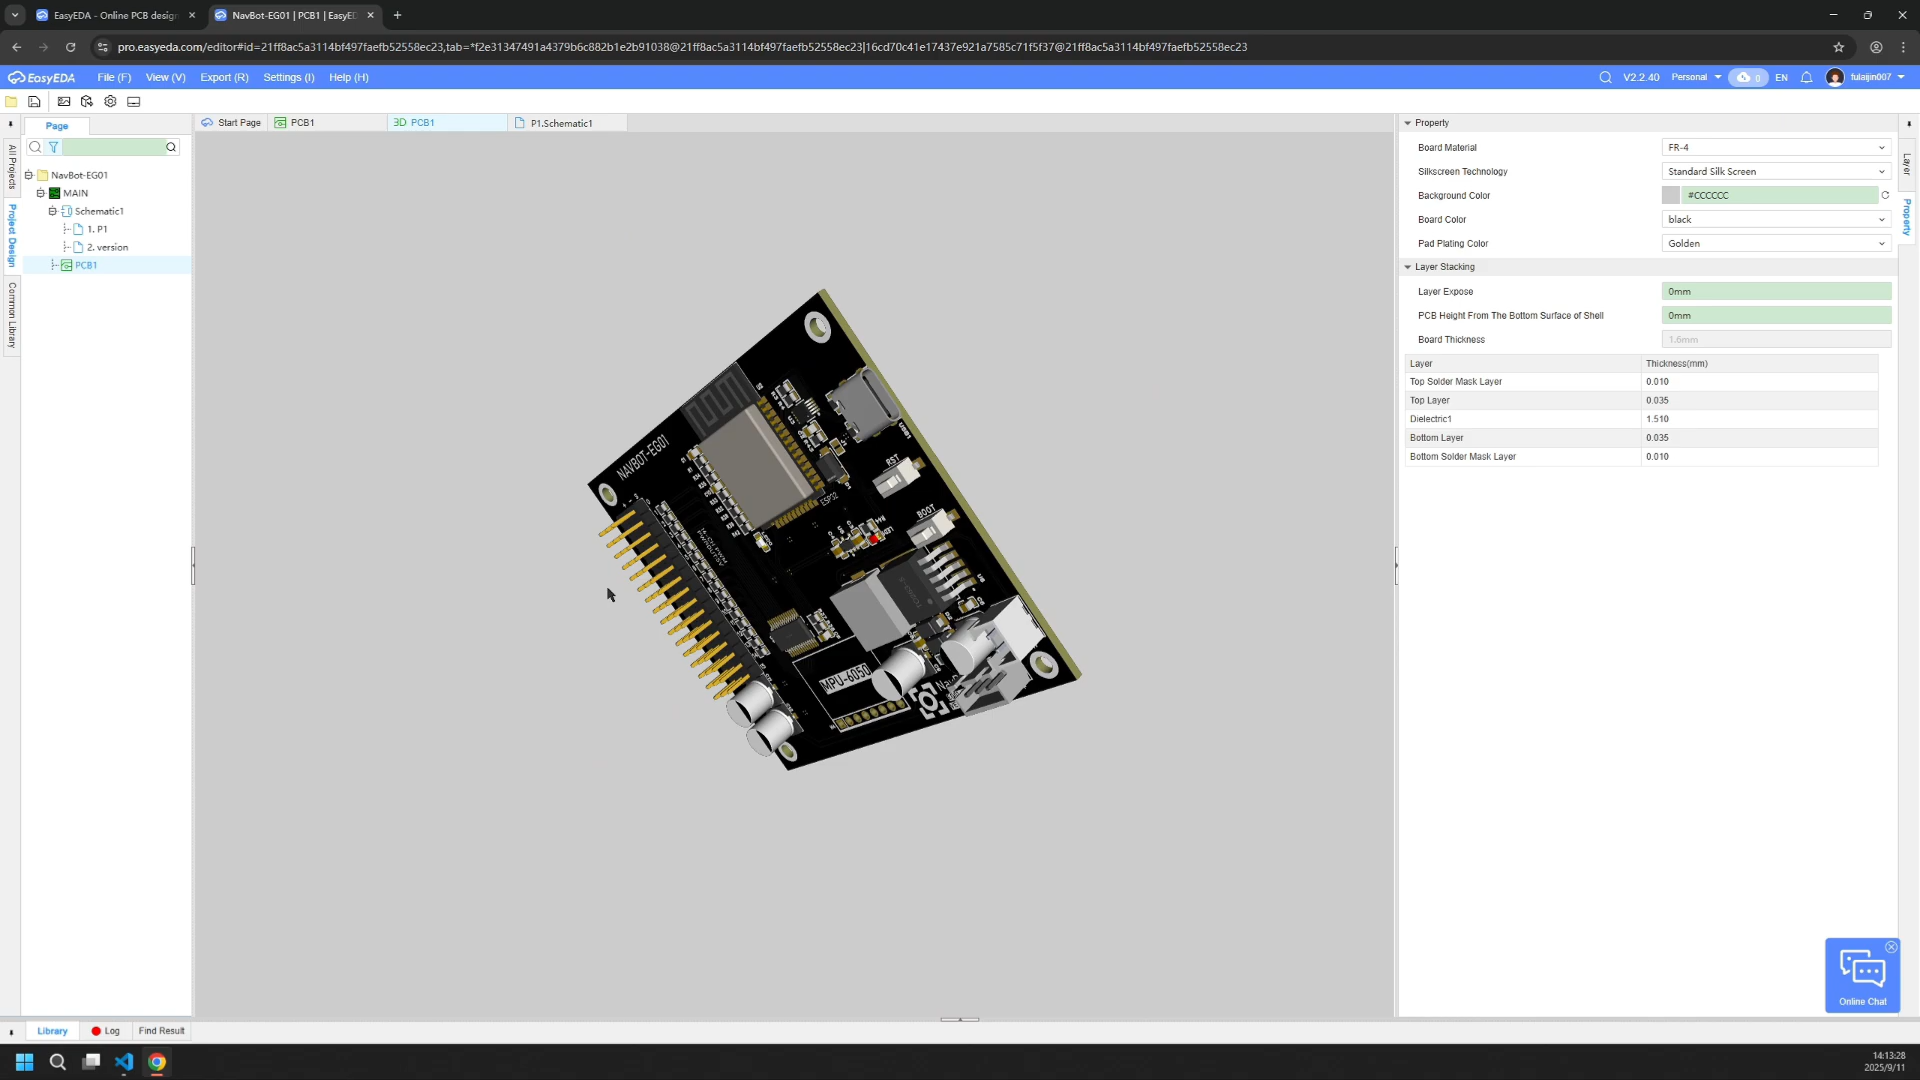 EasyEDA - Online PCB design
NavBot-EG01 | PCB1 | EasyED
pro.easyeda.com/editor#id=21ff8ac5a3114bf497faefb52558ec23,tab=*f2e31347491a4379b6c882b1e2b91038@21ff8ac5a3114bf497faefb52558ec23|16cd70c41e17437e921a7585c71f5f37@21ff8ac5a3114bf497faefb52558ec23
EasyEDA File (F) View (V) Export (R) Settings (I) Help (H) V2.2.40 Personal 0 EN fulaijin007
Page
Start Page PCB1 3D PCB1 P1.Schematic1
All Projects
Project Design
Common Library
NavBot-EG01
MAIN
Schematic1
1. P1
2. version
PCB1
NAVBOT-EG01
USB1
RST
ESP32
BOOT
16-CH PWM
MPU-6050
Property
Board Material FR-4
Silkscreen Technology Standard Silk Screen
Background Color #CCCCCC
Board Color black
Pad Plating Color Golden
Layer Stacking
Layer Expose 0mm
PCB Height From The Bottom Surface of Shell 0mm
Board Thickness 1.6mm
Layer Thickness(mm)
Top Solder Mask Layer 0.010
Top Layer 0.035
Dielectric1 1.510
Bottom Layer 0.035
Bottom Solder Mask Layer 0.010
Layer
Property
Online Chat
Library Log Find Result
14:13:28
2025/9/11